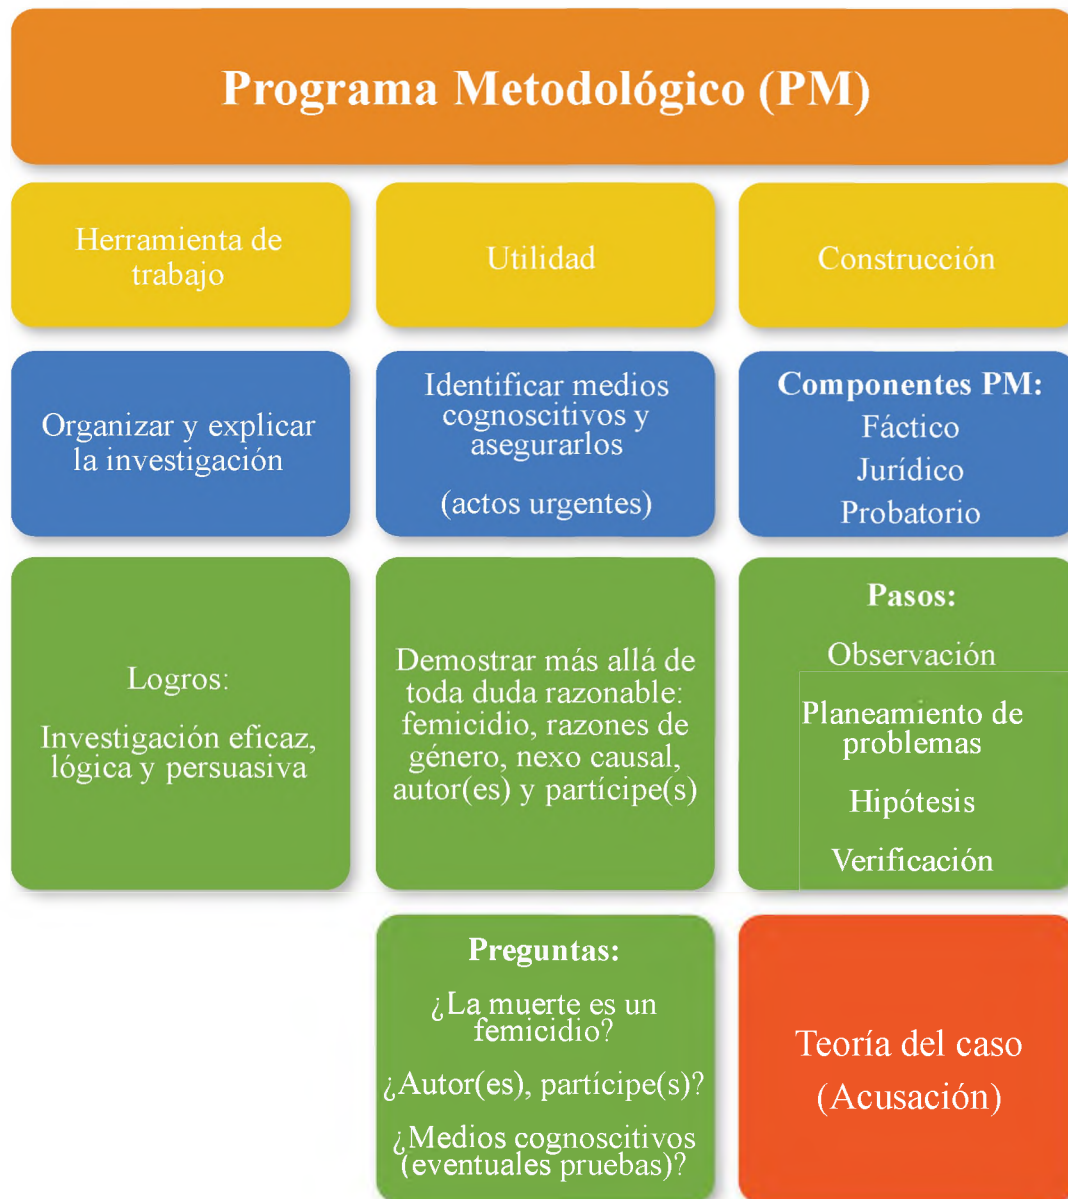 Programa Metodológico (PM)
Herramienta de
trabajo
Utilidad
Construcción
Organizar y explicar
la investigación
Identificar medios
cognoscitivos y
asegurarlos
(actos urgentes)
Componentes PM:
Fáctico
Jurídico
Probatorio
Logros:
Investigación eficaz,
lógica y persuasiva
Demostrar más allá de
toda duda razonable:
femicidio, razones de
género, nexo causal,
autor(es) y partícipe(s)
Pasos:
Observación
Planeamiento de
problemas
Hipótesis
Verificación
Preguntas:
¿La muerte es un
femicidio?
¿Autor(es), partícipe(s)?
¿Medios cognoscitivos
(eventuales pruebas)?
Teoría del caso
(Acusación)